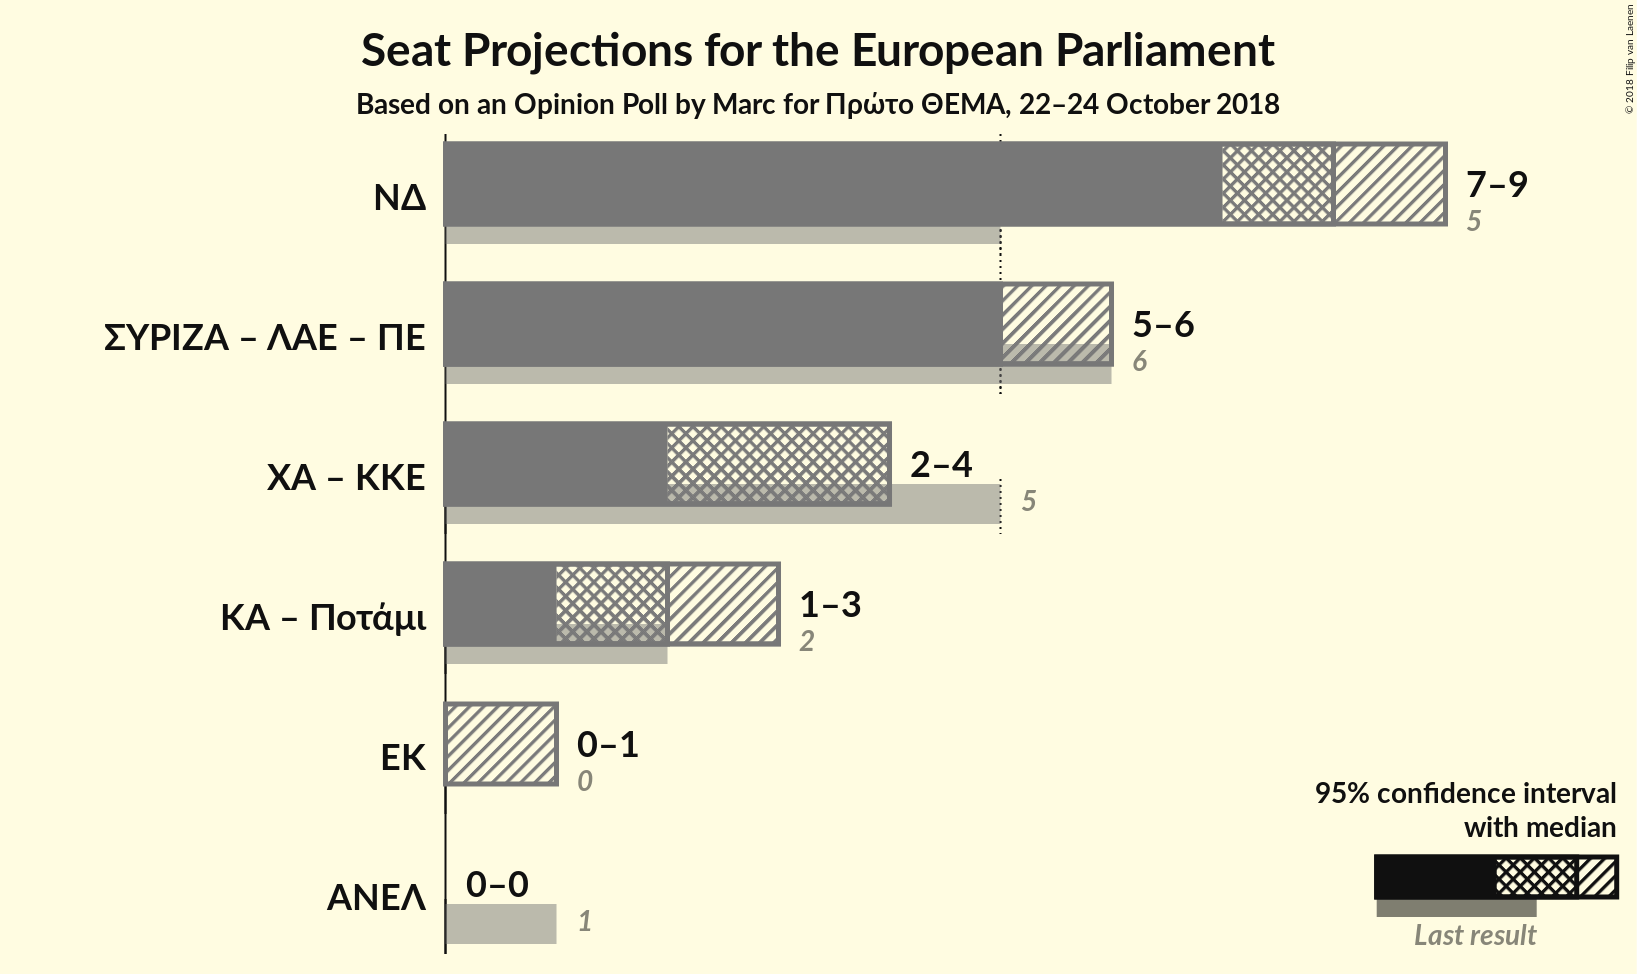 Seat Projections for the European Parliament
Based on an Opinion Poll by Marc for Πρώτο ΘΕΜΑ, 22–24 October 2018
© 2018 Filip van Laenen
ΝΔ
7–9
5
ΣΥΡΙΖΑ – ΛΑΕ – ΠΕ
5–6
6
ΧΑ – ΚΚΕ
2–4
5
ΚΑ – Ποτάμι
1–3
2
ΕΚ
0–1
0
ΑΝΕΛ
0–0
1
95% confidence interval
with median
Last result